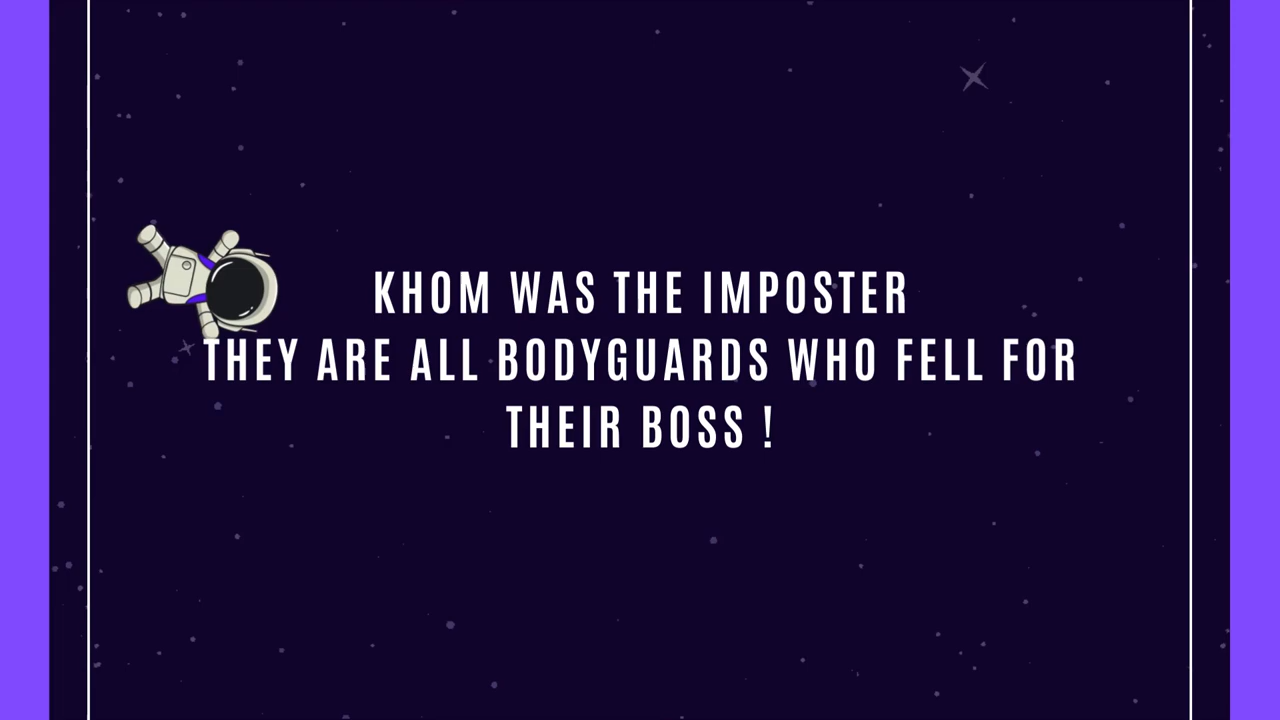 KHOM WAS THE IMPOSTER
THEY ARE ALL BODYGUARDS WHO FELL FOR
THEIR BOSS !